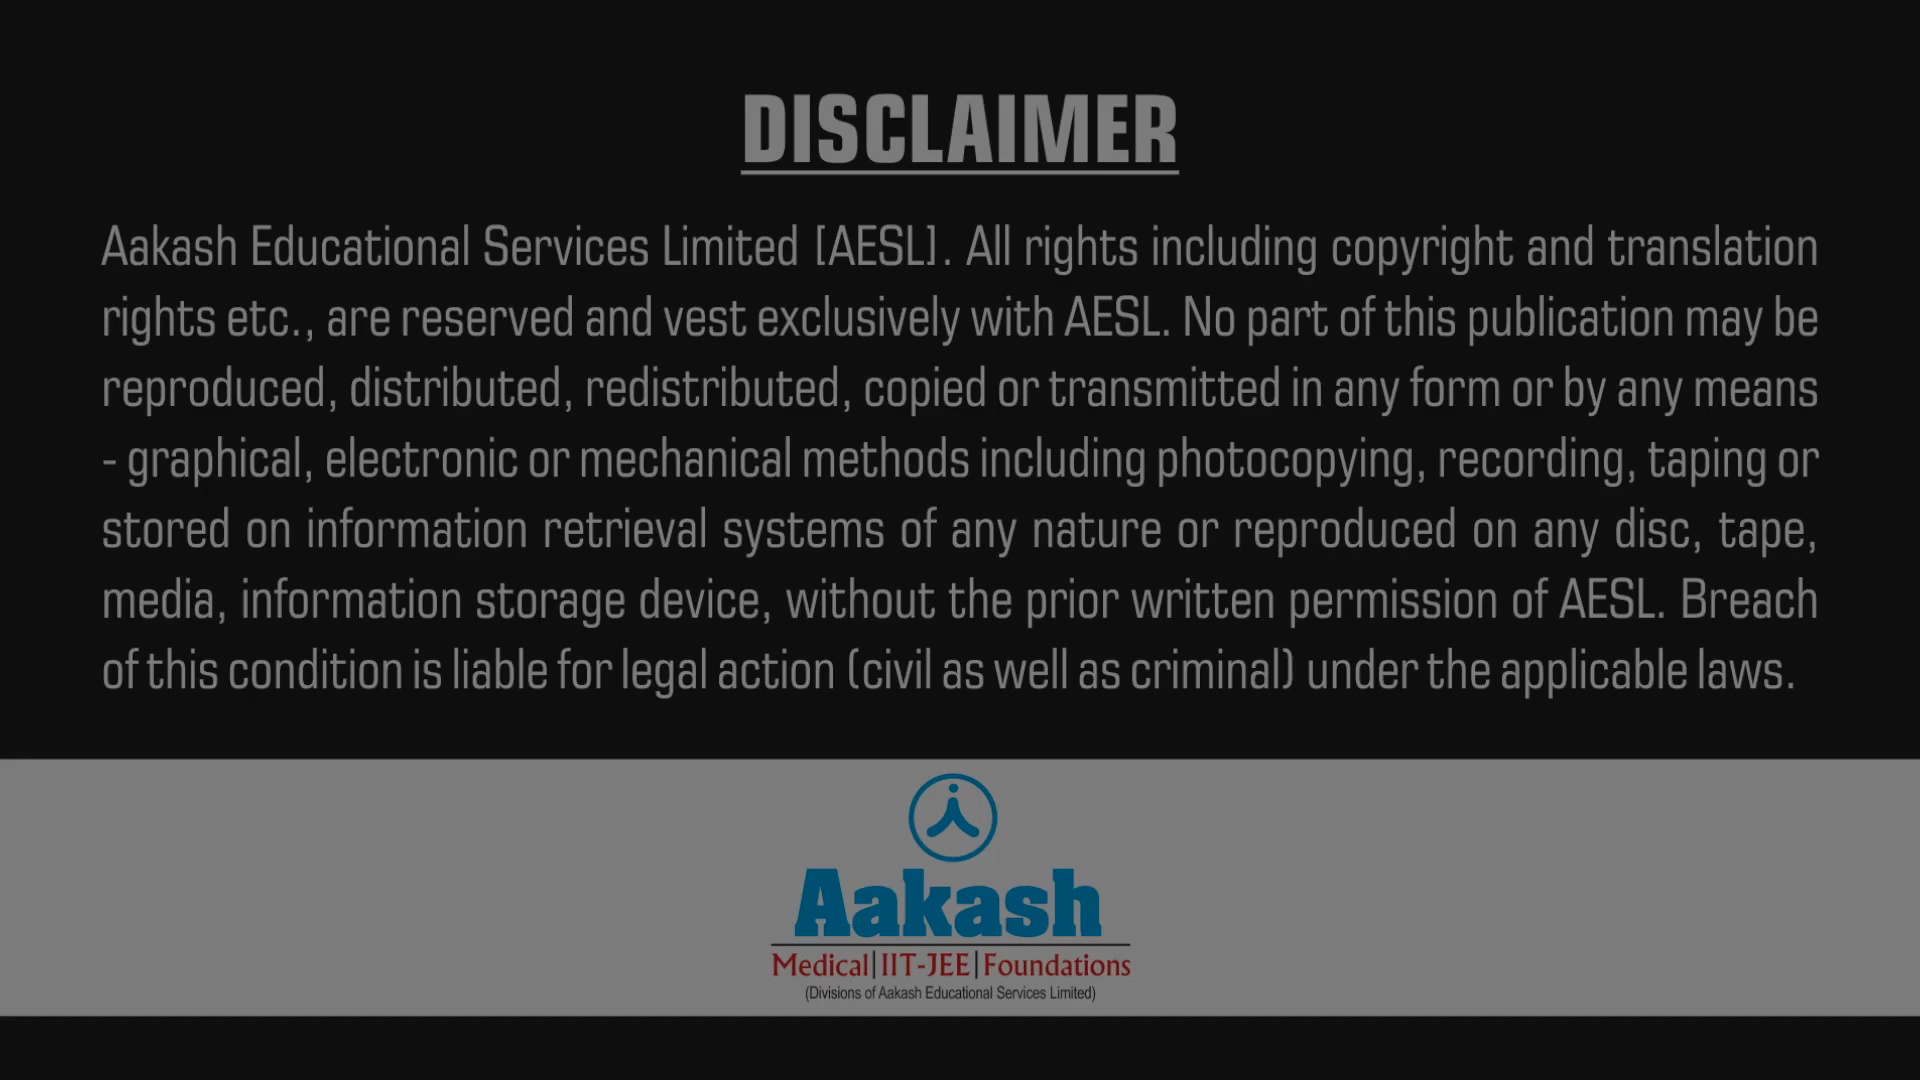 DISCLAIMER
Aakash Educational Services Limited [AESL]. All rights including copyright and translation
rights etc., are reserved and vest exclusively with AESL. No part of this publication may be
reproduced, distributed, redistributed, copied or transmitted in any form or by any means
- graphical, electronic or mechanical methods including photocopying, recording, taping or
stored on information retrieval systems of any nature or reproduced on any disc, tape,
media, information storage device, without the prior written permission of AESL. Breach
of this condition is liable for legal action (civil as well as criminal) under the applicable laws.
Aakash
Medical|IIT-JEE|Foundations
(Divisions of Aakash Educational Services Limited)